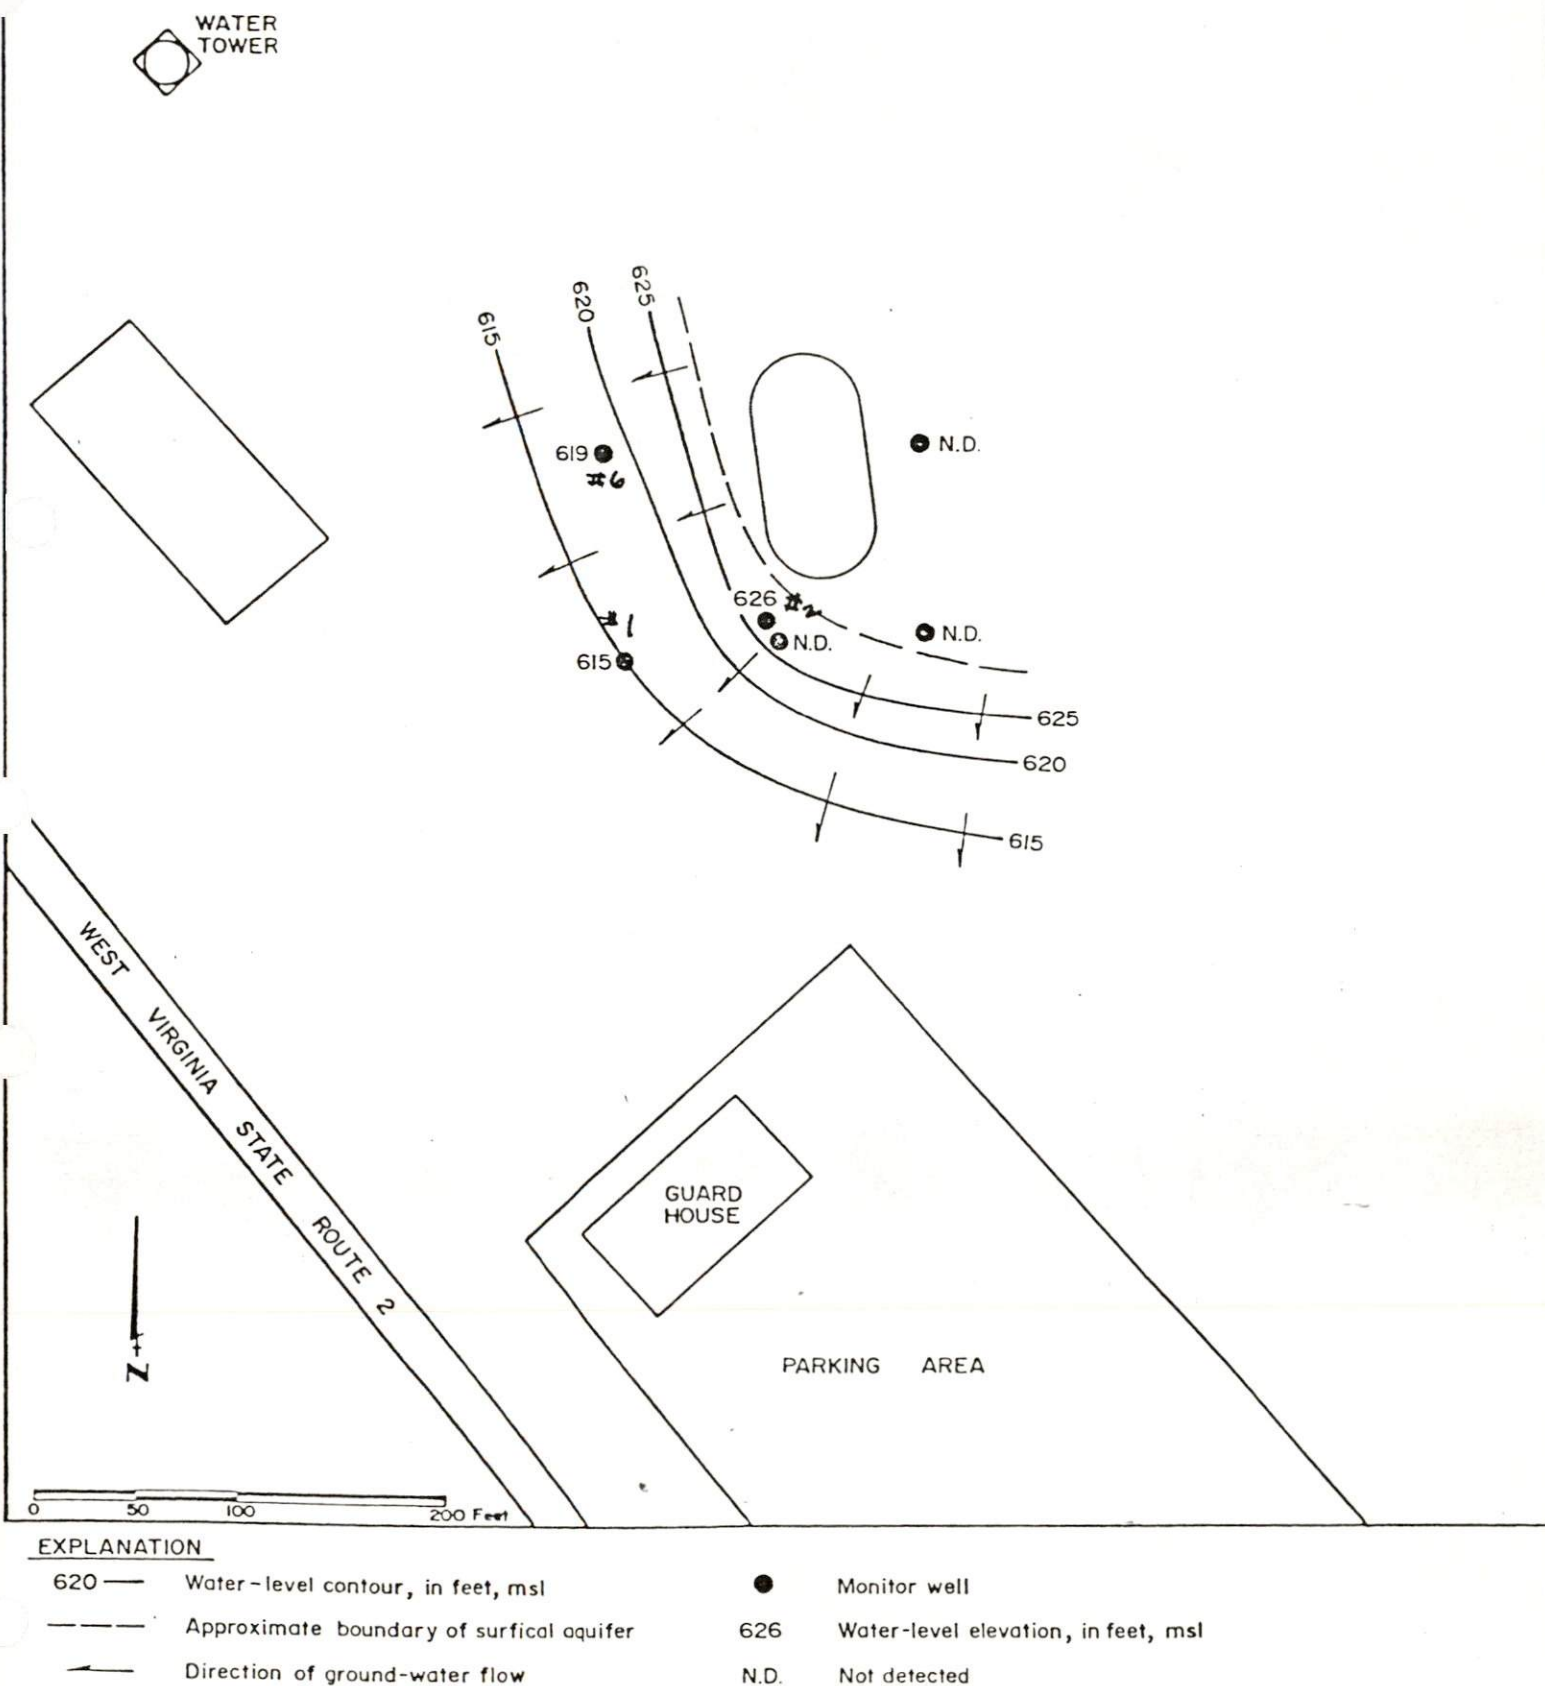 WATER
TOWER
625
620
615
619
#6
N.D.
626 #2
N.D.
N.D.
#1
615
625
620
615
WEST VIRGINIA STATE ROUTE 2
GUARD
HOUSE
PARKING AREA
N
0 50 100 200 Feet
EXPLANATION
620 Water-level contour, in feet, msl
Approximate boundary of surfical aquifer
Direction of ground-water flow
Monitor well
626 Water-level elevation, in feet, msl
N.D. Not detected